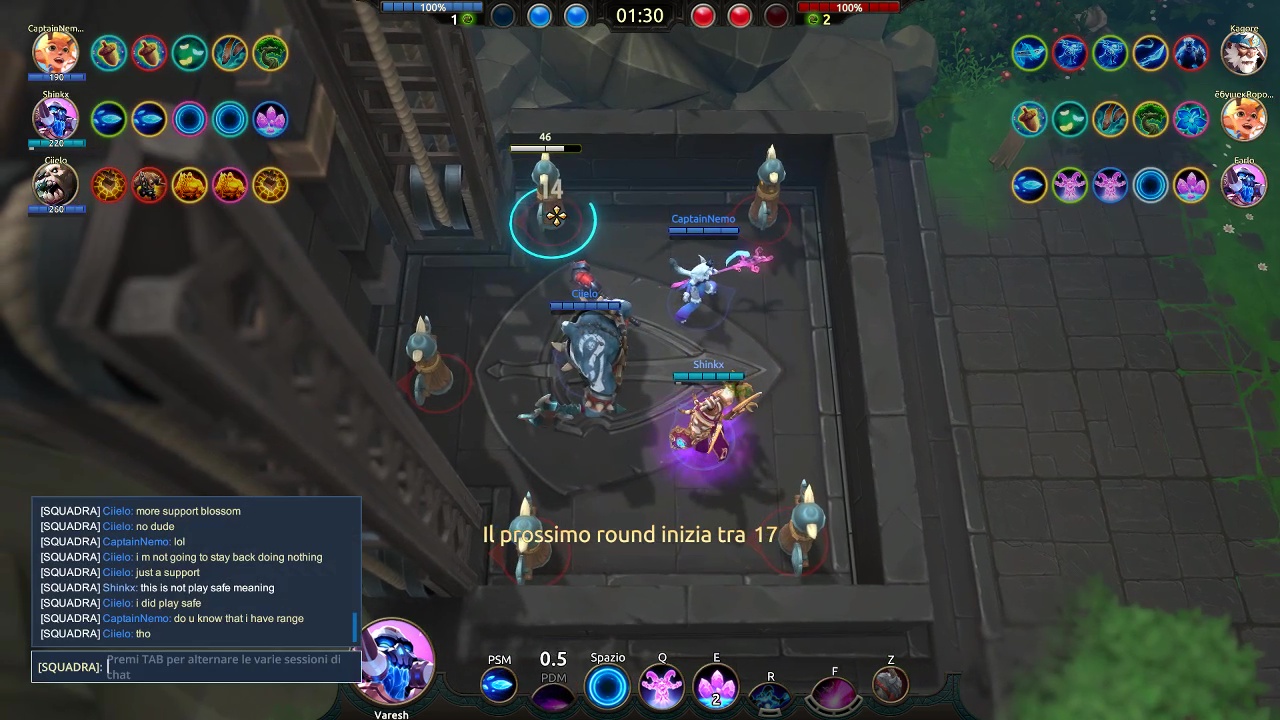 100%
1
01:30
100%
2
CaptainNem...
190
Shinkx
220
Ciielo
260
Kagore
46
14
CaptainNemo
Ciielo
Shinkx
Il prossimo round inizia tra 17
[SQUADRA] Ciielo: more support blossom
[SQUADRA] Ciielo: no dude
[SQUADRA] CaptainNemo: lol
[SQUADRA] Ciielo: i m not going to stay back doing nothing
[SQUADRA] Ciielo: just a support
[SQUADRA] Shinkx: this is not play safe meaning
[SQUADRA] Ciielo: i did play safe
[SQUADRA] CaptainNemo: do u know that i have range
[SQUADRA] Ciielo: tho
[SQUADRA]: Premi TAB per alternare le varie sessioni di
chat
PSM
0.5
PDM
Spazio
Q
E
2
R
F
Z
Varesh